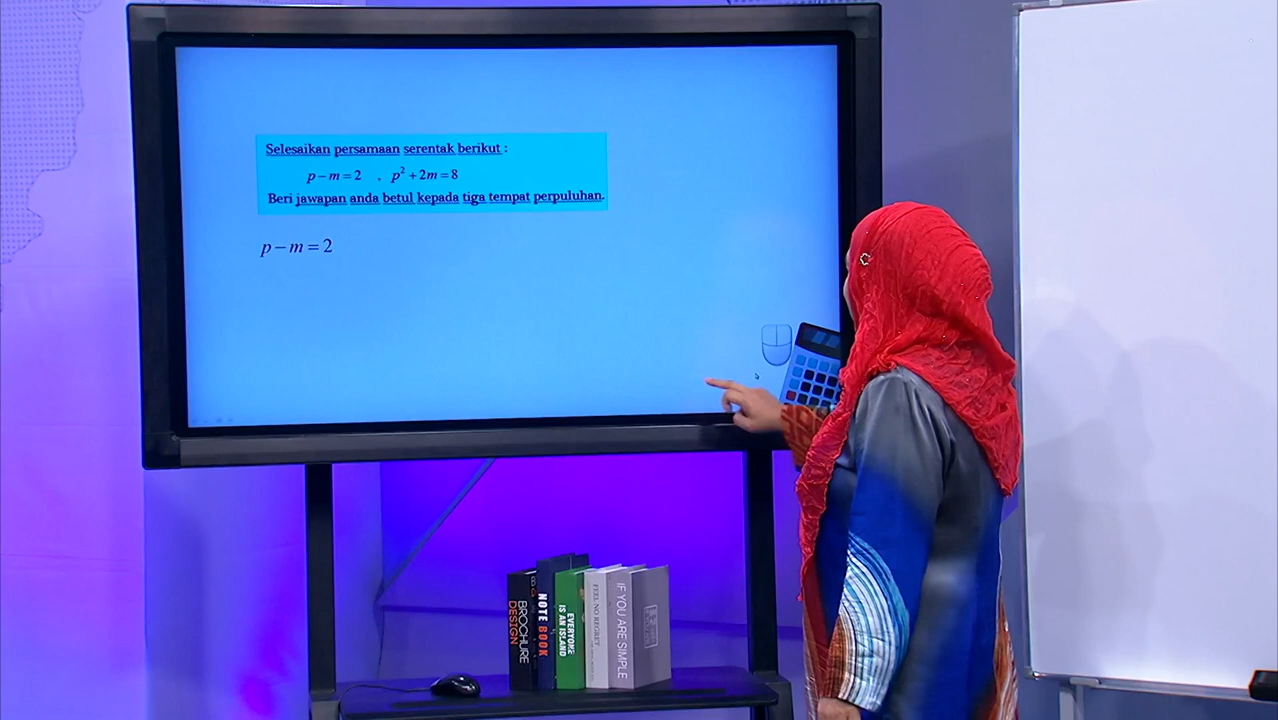 Selesaikan persamaan serentak berikut :
p – m = 2 , p² + 2m = 8
Beri jawapan anda betul kepada tiga tempat perpuluhan.
p – m = 2
BROCHURE DESIGN
NOTE BOOK
EVERYONE IS AN ISLAND
FEEL NO REGRET
IF YOU ARE SIMPLE